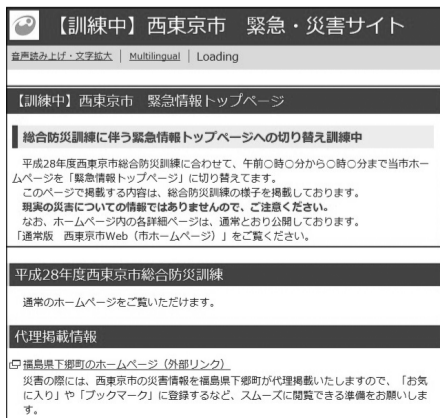 【訓練中】西東京市　緊急・災害サイト
音声読み上げ・文字拡大 | Multilingual | Loading
【訓練中】西東京市　緊急情報トップページ
総合防災訓練に伴う緊急情報トップページへの切り替え訓練中
　平成28年度西東京市総合防災訓練に合わせて、午前○時○分から○時○分まで当市ホー
ムページを「緊急情報トップページ」に切り替えてます。
　このページで掲載する内容は、総合防災訓練の様子を掲載しております。
　現実の災害についての情報ではありませんので、ご注意ください。
　なお、ホームページ内の各詳細ページは、通常とおり公開しております。
「通常版　西東京市Web（市ホームページ）」をご覧ください。
平成28年度西東京市総合防災訓練
通常のホームページをご覧いただけます。
代理掲載情報
福島県下郷町のホームページ（外部リンク）
災害の際には、西東京市の災害情報を福島県下郷町が代理掲載いたしますので、「お気
に入り」や「ブックマーク」に登録するなど、スムーズに閲覧できる準備をお願いしま
す。